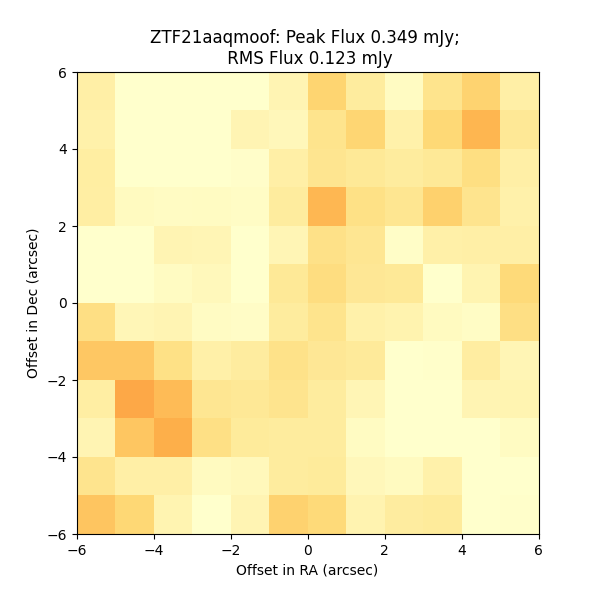 ZTF21aaqmoof: Peak Flux 0.349 mJy;
RMS Flux 0.123 mJy
6
4
2
0
−2
−4
−6
Offset in Dec (arcsec)
−6 −4 −2 0 2 4 6
Offset in RA (arcsec)